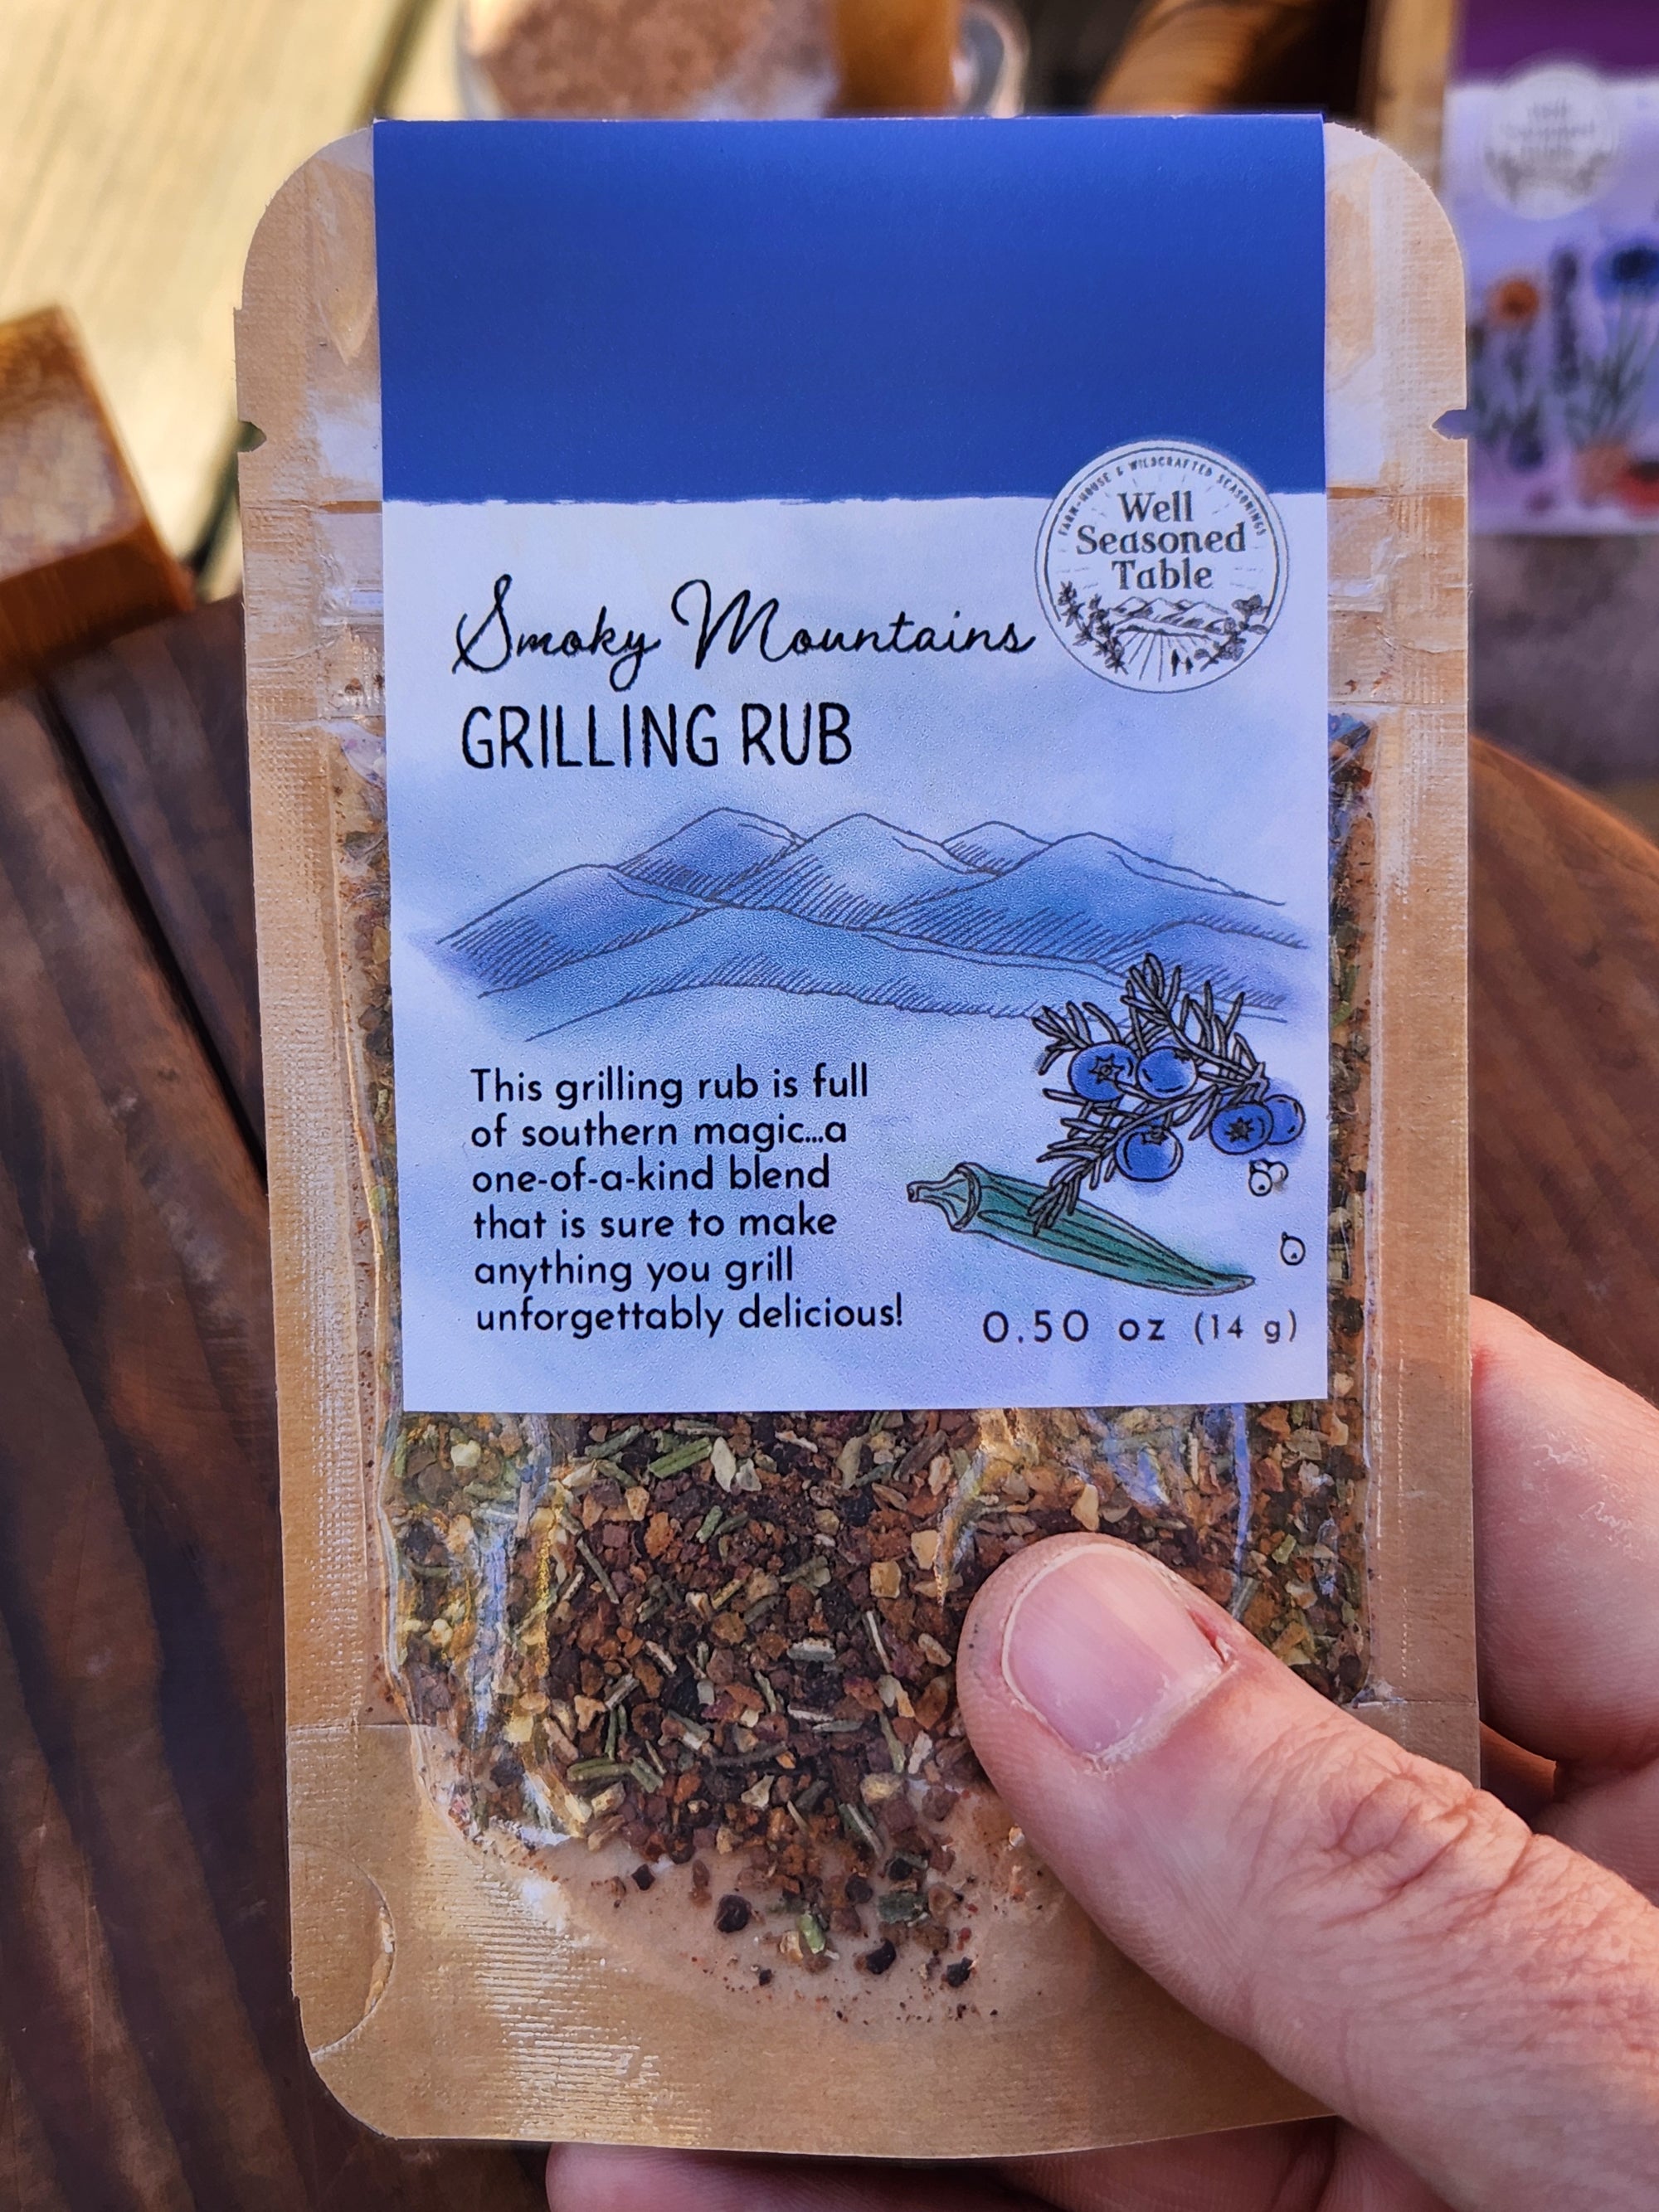 FARM-HOUSE & WILDCRAFTED SEASONINGS
Well
Seasoned
Table
Smoky Mountains
GRILLING RUB
This grilling rub is full
of southern magic...a
one-of-a-kind blend
that is sure to make
anything you grill
unforgettably delicious!
0.50 oz (14 g)